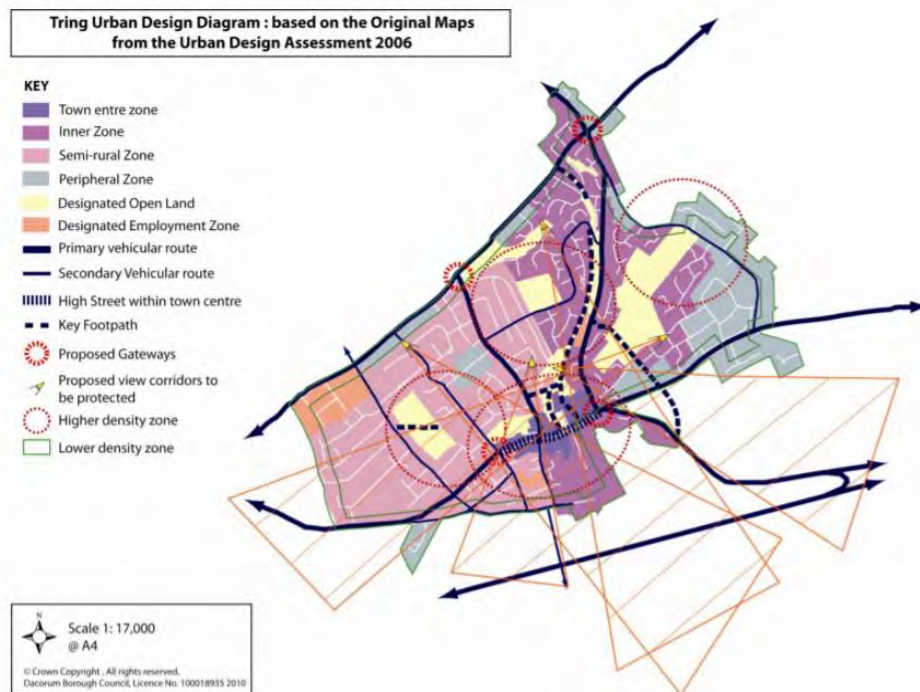 Tring Urban Design Diagram : based on the Original Maps
from the Urban Design Assessment 2006
KEY
Town entre zone
Inner Zone
Semi-rural Zone
Peripheral Zone
Designated Open Land
Designated Employment Zone
Primary vehicular route
Secondary Vehicular route
High Street within town centre
Key Footpath
Proposed Gateways
Proposed view corridors to
be protected
Higher density zone
Lower density zone
N
Scale 1: 17,000
@ A4
© Crown Copyright . All rights reserved.
Dacorum Borough Council, Licence No. 100018935 2010